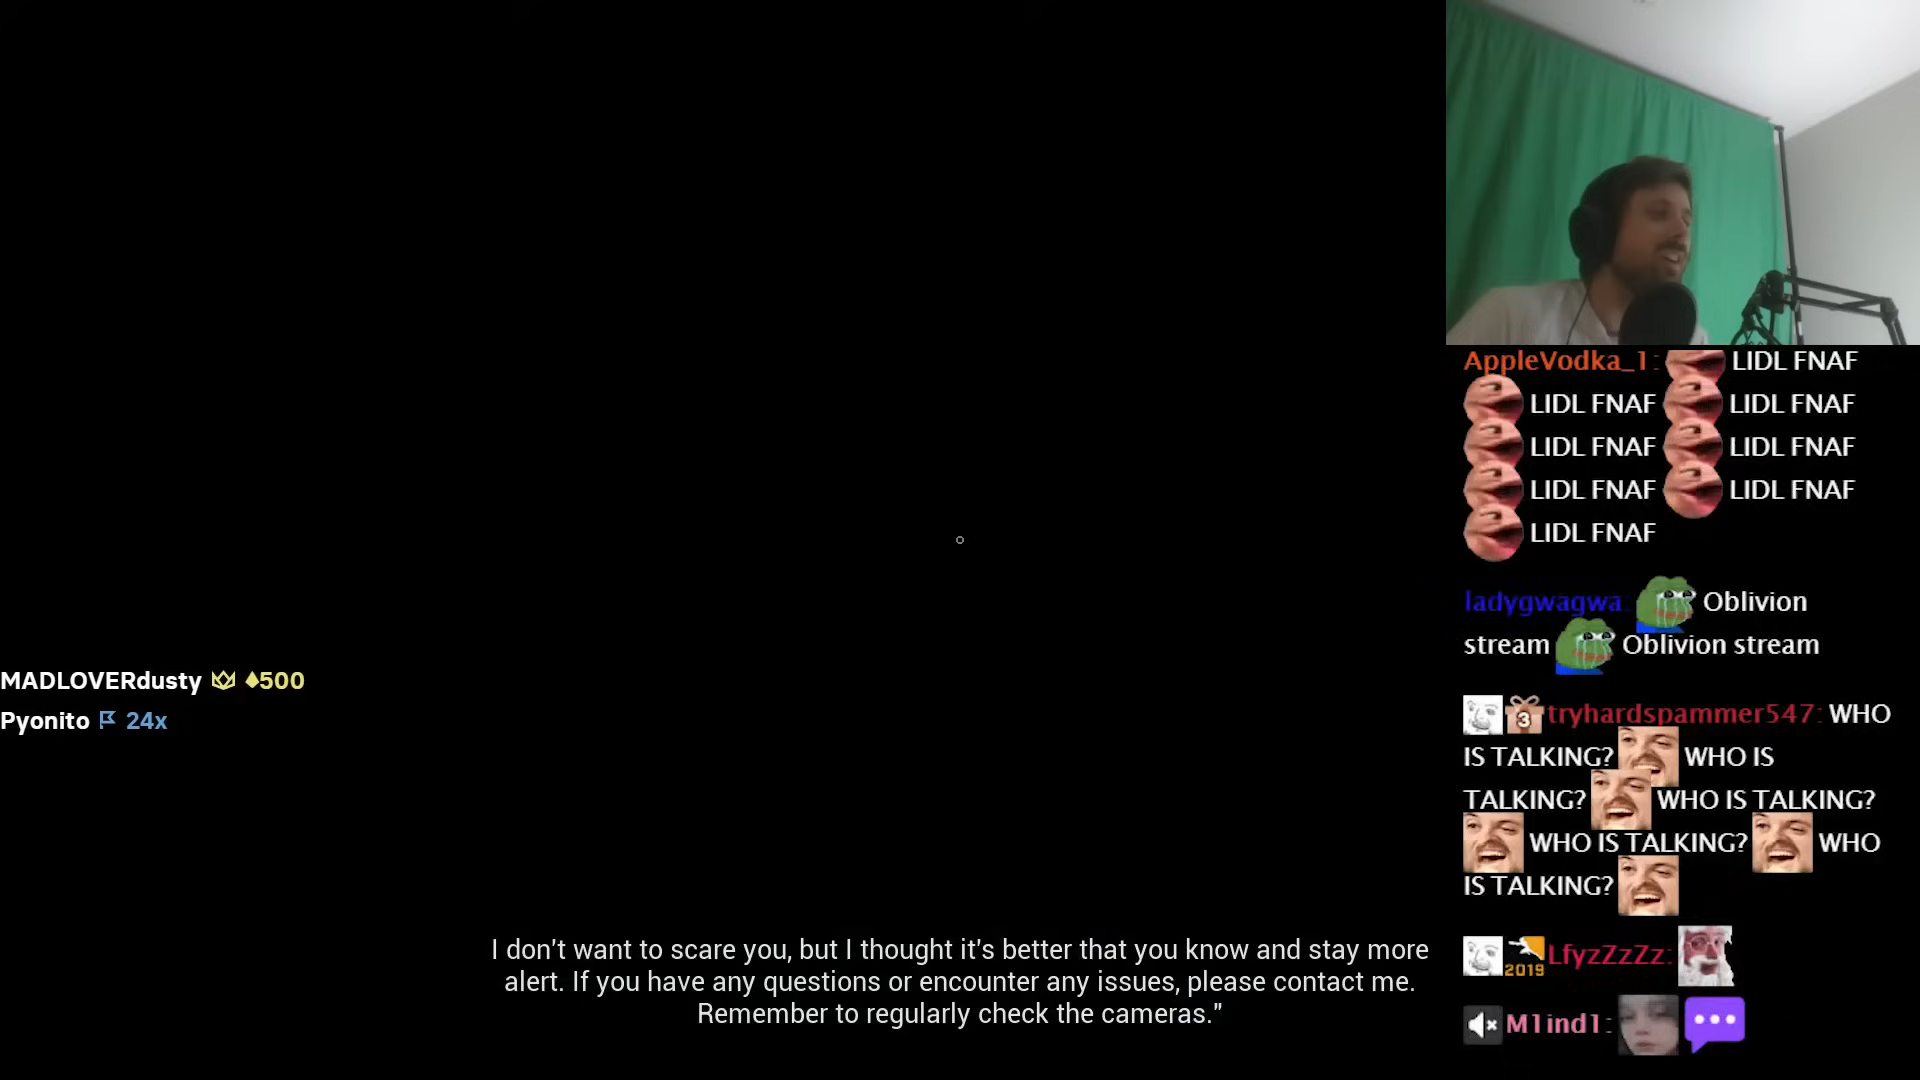 AppleVodka_1: LIDL FNAF
LIDL FNAF LIDL FNAF
LIDL FNAF LIDL FNAF
LIDL FNAF LIDL FNAF
LIDL FNAF
ladygwagwa: Oblivion
stream Oblivion stream
MADLOVERdusty 500
Pyonito 24x
3 tryhardspammer547: WHO
IS TALKING? WHO IS
TALKING? WHO IS TALKING?
WHO IS TALKING? WHO
IS TALKING?
2019 LfyzZzZz:
M1ind1:
I don't want to scare you, but I thought it's better that you know and stay more
alert. If you have any questions or encounter any issues, please contact me.
Remember to regularly check the cameras."